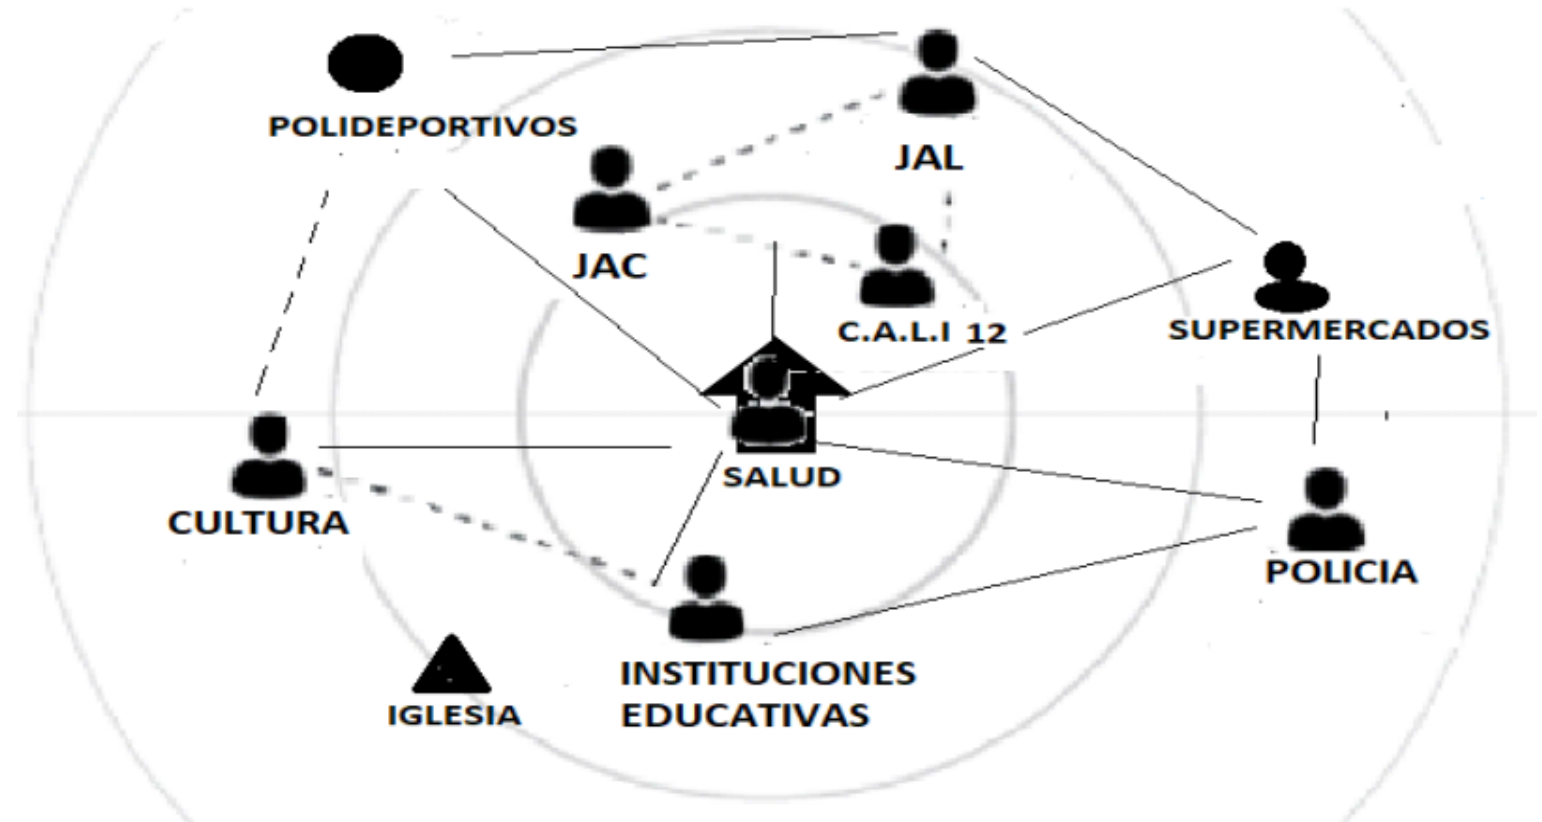 POLIDEPORTIVOS
JAL
JAC
C.A.L.I 12
SUPERMERCADOS
SALUD
CULTURA
POLICIA
INSTITUCIONES
EDUCATIVAS
IGLESIA